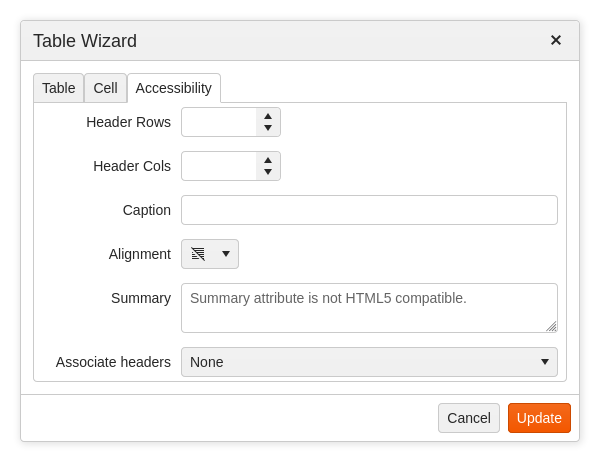 Table Wizard
Table Cell Accessibility
Header Rows
Header Cols
Caption
Alignment
Summary Summary attribute is not HTML5 compatible.
Associate headers None
Cancel Update